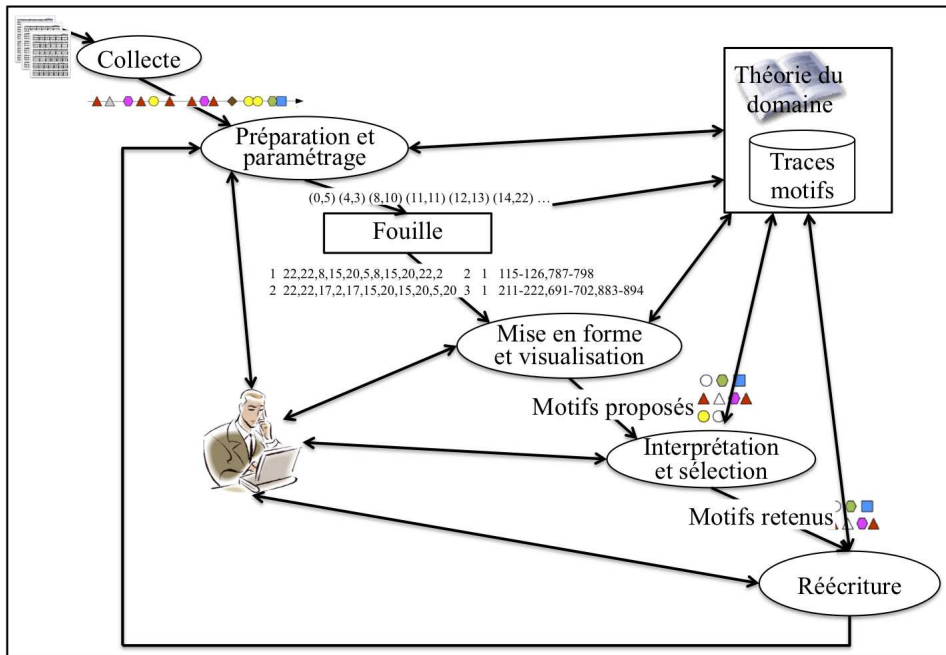 Collecte
Théorie du
domaine
Préparation et
paramétrage
Traces
motifs
(0,5) (4,3) (8,10) (11,11) (12,13) (14,22) ...
Fouille
1 22,22,8,15,20,5,8,15,20,22,2 2 1 115-126,787-798
2 22,22,17,2,17,15,20,15,20,5,20 3 1 211-222,691-702,883-894
Mise en forme
et visualisation
Motifs proposés
Interprétation
et sélection
Motifs retenus
Réécriture